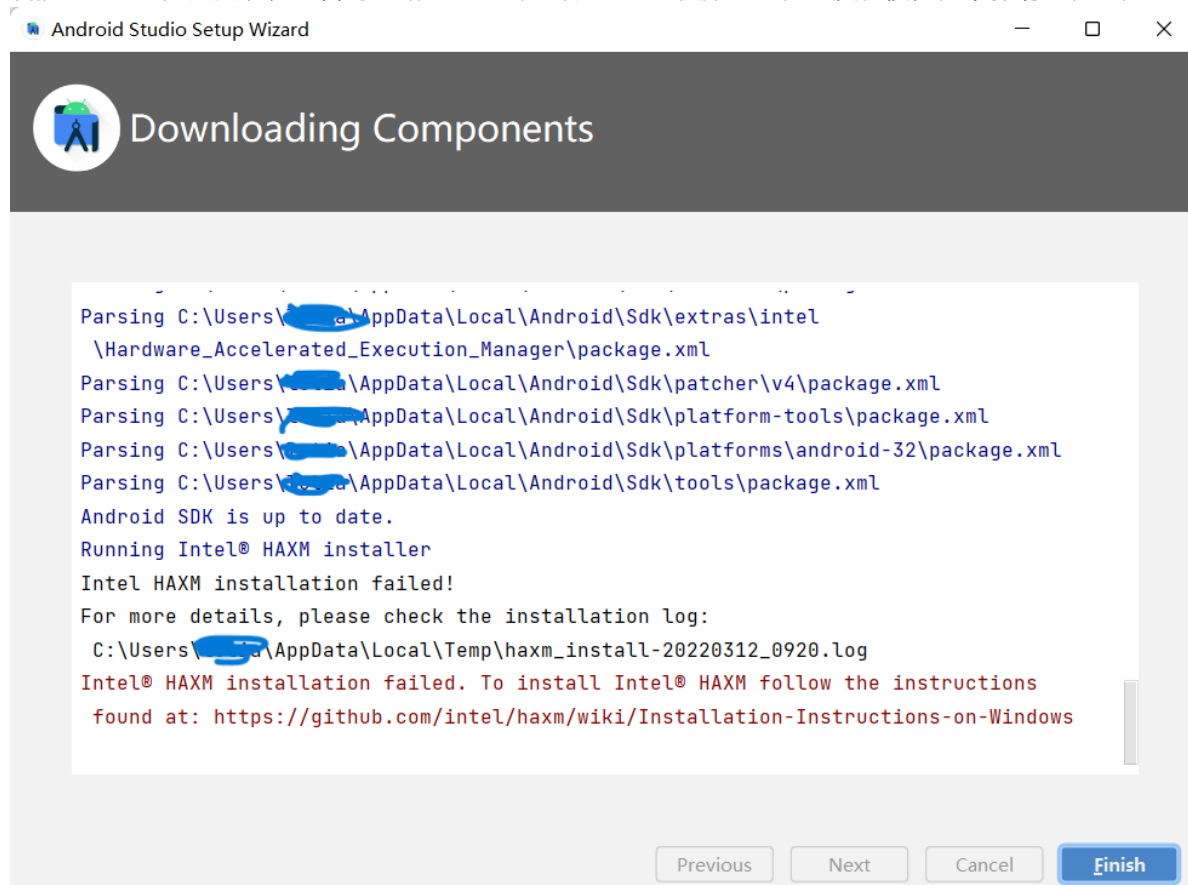 Android Studio Setup Wizard
Downloading Components
Parsing C:\Users\ \AppData\Local\Android\Sdk\extras\intel
\Hardware_Accelerated_Execution_Manager\package.xml
Parsing C:\Users\ \AppData\Local\Android\Sdk\patcher\v4\package.xml
Parsing C:\Users\ \AppData\Local\Android\Sdk\platform-tools\package.xml
Parsing C:\Users\ \AppData\Local\Android\Sdk\platforms\android-32\package.xml
Parsing C:\Users\ \AppData\Local\Android\Sdk\tools\package.xml
Android SDK is up to date.
Running Intel® HAXM installer
Intel HAXM installation failed!
For more details, please check the installation log:
C:\Users\ \AppData\Local\Temp\haxm_install-20220312_0920.log
Intel® HAXM installation failed. To install Intel® HAXM follow the instructions
found at: https://github.com/intel/haxm/wiki/Installation-Instructions-on-Windows
Previous Next Cancel Finish